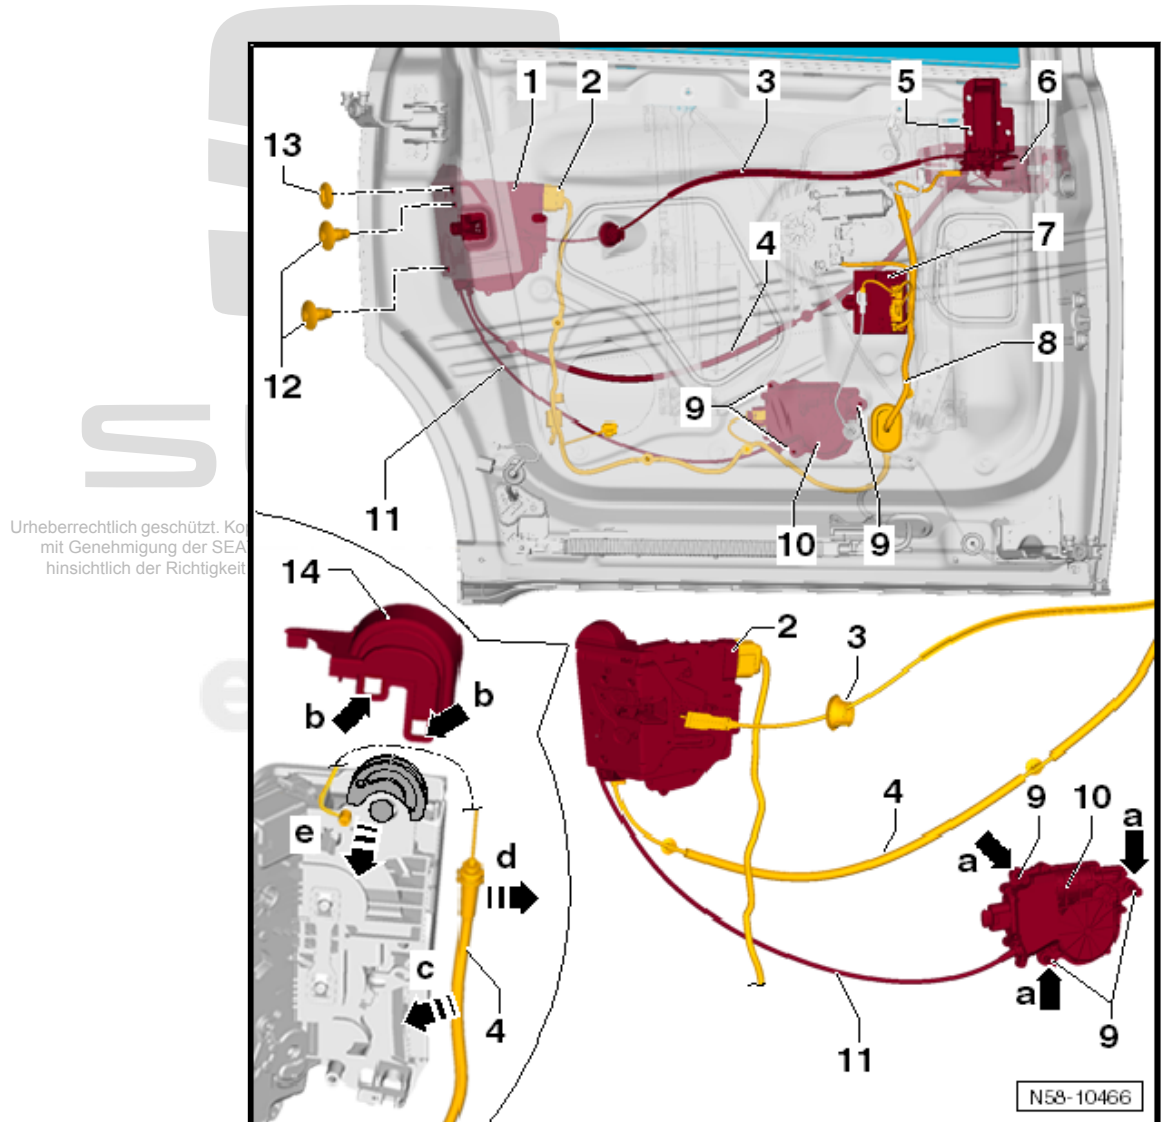 1 2 3 5 6
13
7
4
8
12
9
11
10 9
Urheberrechtlich geschützt. Kop
mit Genehmigung der SEA
hinsichtlich der Richtigkeit
14
2
3
b b
4
9 10 a
a
e
d
c
a
4
9
11
N58-10466